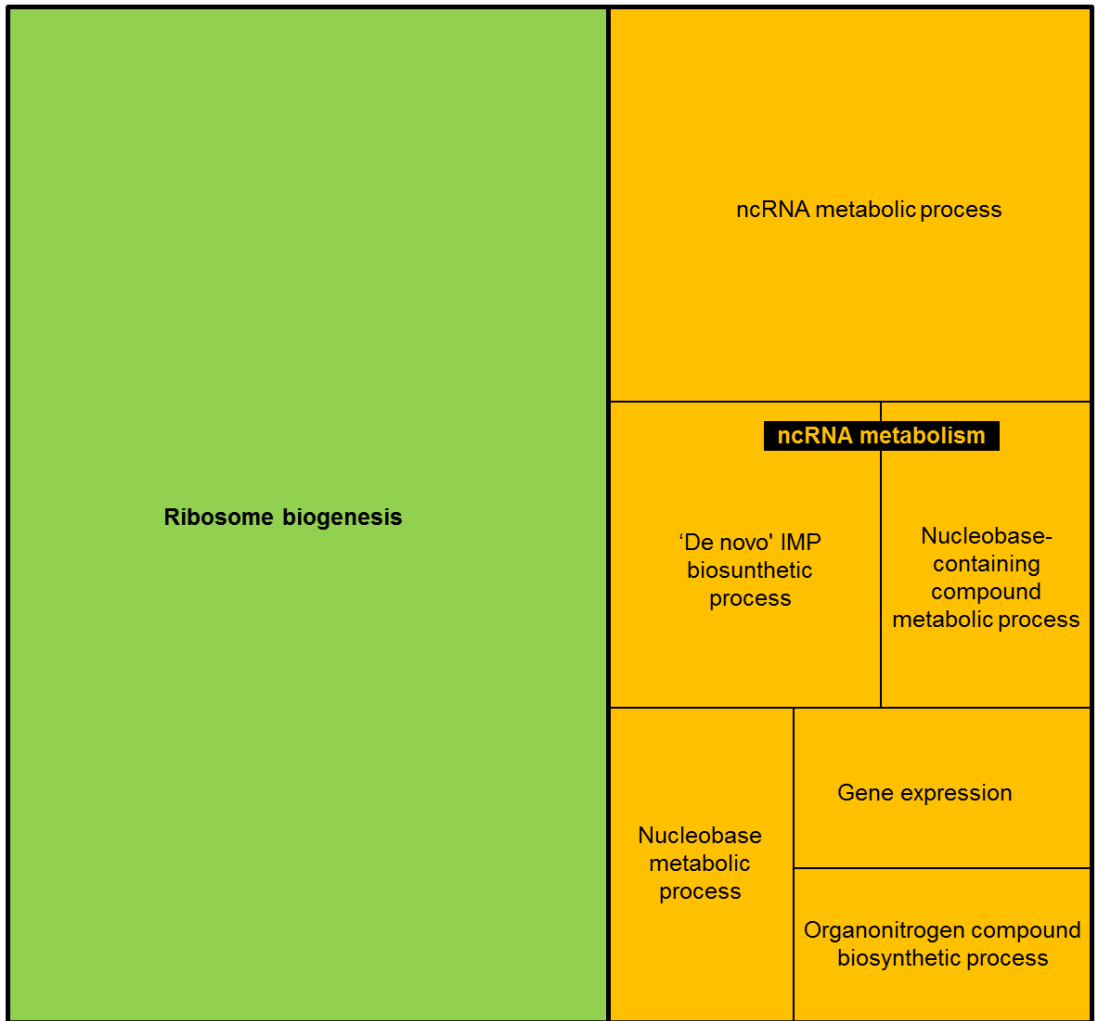 Ribosome biogenesis
ncRNA metabolic process
ncRNA metabolism
‘De novo' IMP
biosunthetic
process
Nucleobase-
containing
compound
metabolic process
Nucleobase
metabolic
process
Gene expression
Organonitrogen compound
biosynthetic process